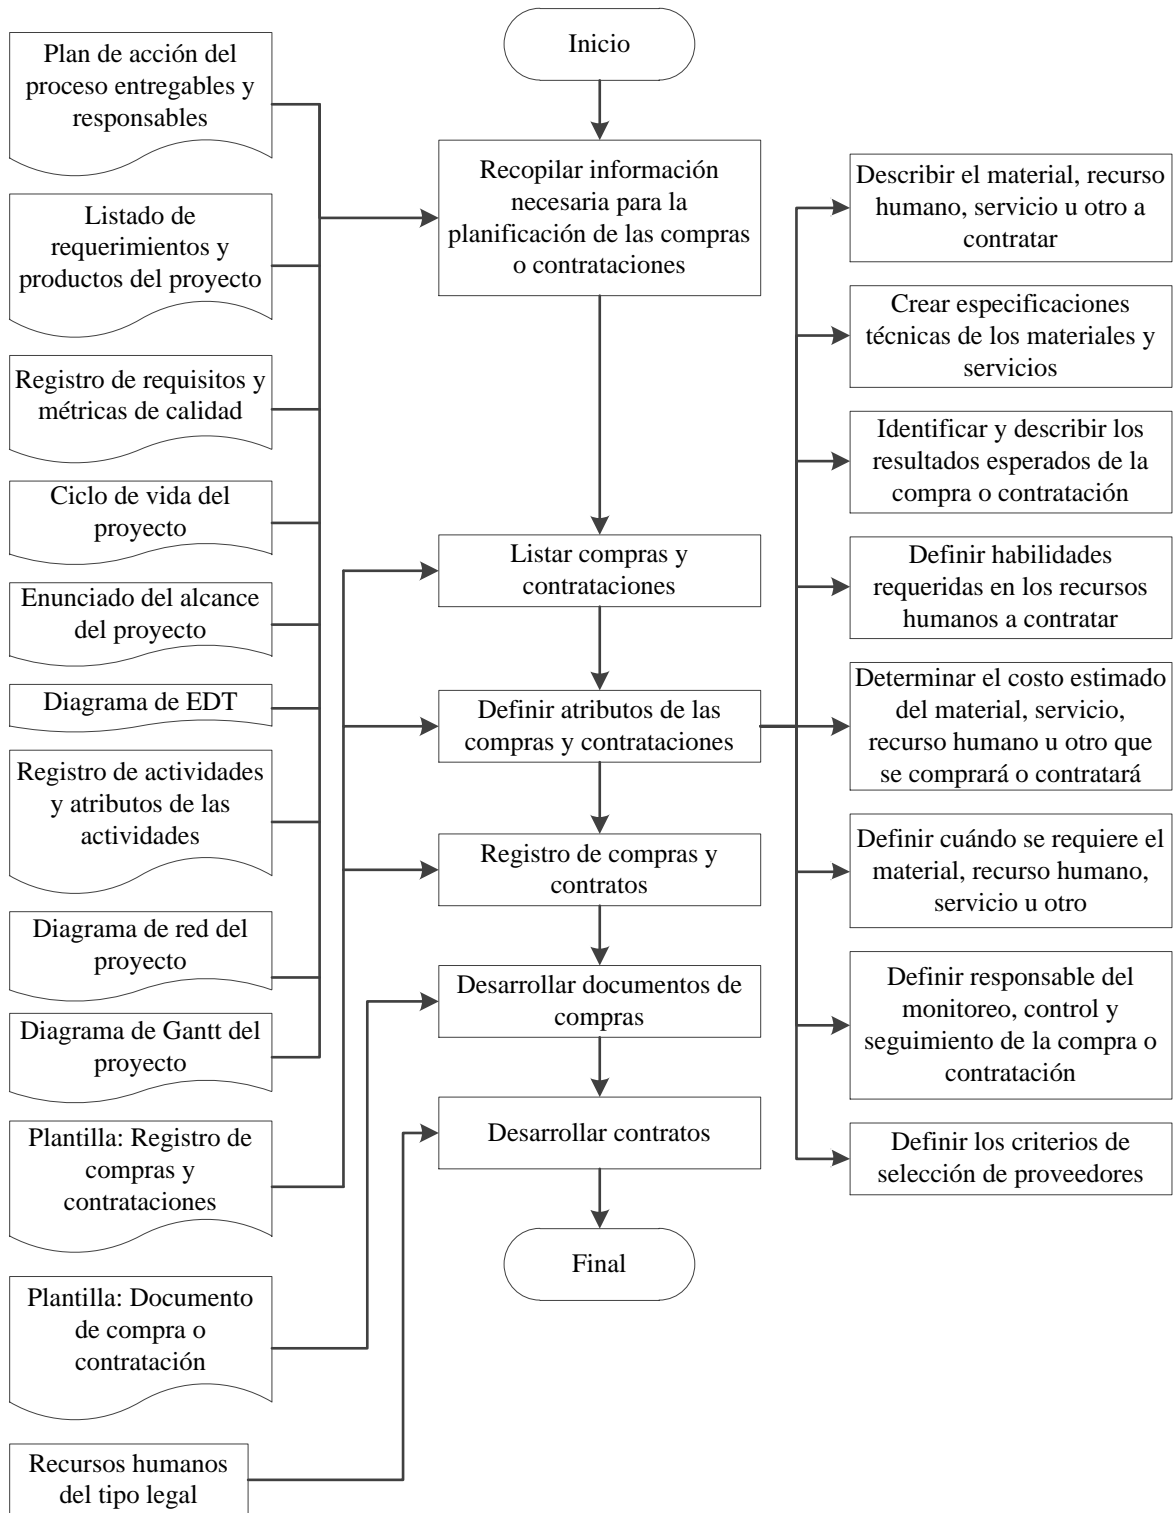 Inicio
Plan de acción del
proceso entregables y
responsables
Listado de
requerimientos y
productos del proyecto
Registro de requisitos y
métricas de calidad
Ciclo de vida del
proyecto
Enunciado del alcance
del proyecto
Diagrama de EDT
Registro de actividades
y atributos de las
actividades
Diagrama de red del
proyecto
Diagrama de Gantt del
proyecto
Plantilla: Registro de
compras y
contrataciones
Plantilla: Documento
de compra o
contratación
Recursos humanos
del tipo legal
Recopilar información
necesaria para la
planificación de las compras
o contrataciones
Listar compras y
contrataciones
Definir atributos de las
compras y contrataciones
Registro de compras y
contratos
Desarrollar documentos de
compras
Desarrollar contratos
Final
Describir el material, recurso
humano, servicio u otro a
contratar
Crear especificaciones
técnicas de los materiales y
servicios
Identificar y describir los
resultados esperados de la
compra o contratación
Definir habilidades
requeridas en los recursos
humanos a contratar
Determinar el costo estimado
del material, servicio,
recurso humano u otro que
se comprará o contratará
Definir cuándo se requiere el
material, recurso humano,
servicio u otro
Definir responsable del
monitoreo, control y
seguimiento de la compra o
contratación
Definir los criterios de
selección de proveedores